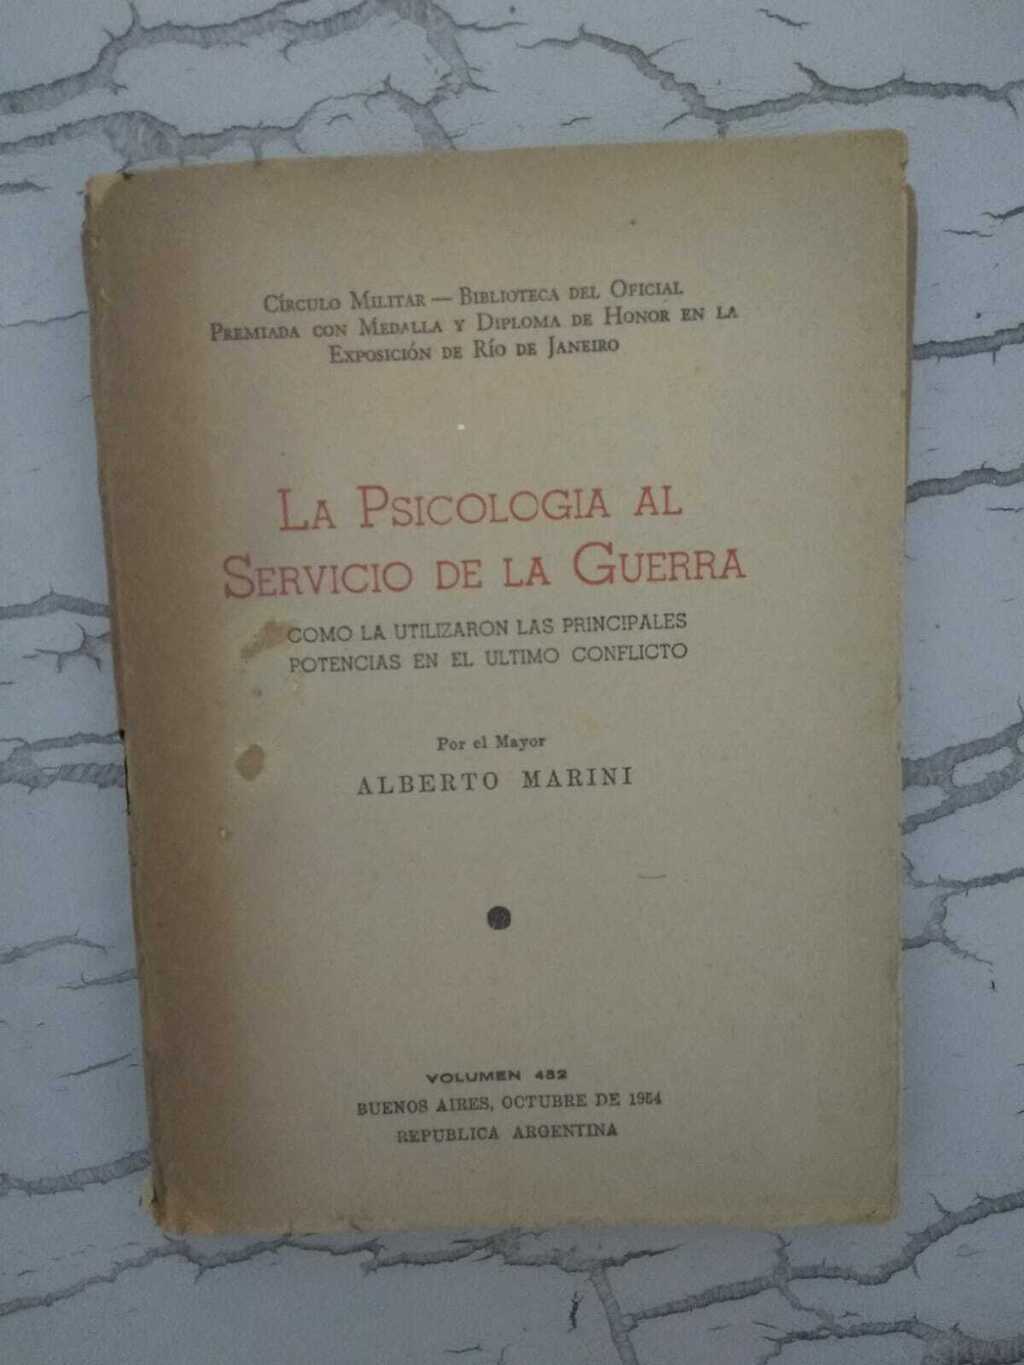 CÍRCULO MILITAR — BIBLIOTECA DEL OFICIAL
PREMIADA CON MEDALLA Y DIPLOMA DE HONOR EN LA
EXPOSICIÓN DE RÍO DE JANEIRO
LA PSICOLOGIA AL
SERVICIO DE LA GUERRA
COMO LA UTILIZARON LAS PRINCIPALES
POTENCIAS EN EL ULTIMO CONFLICTO
Por el Mayor
ALBERTO MARINI
VOLUMEN 432
BUENOS AIRES, OCTUBRE DE 1954
REPUBLICA ARGENTINA